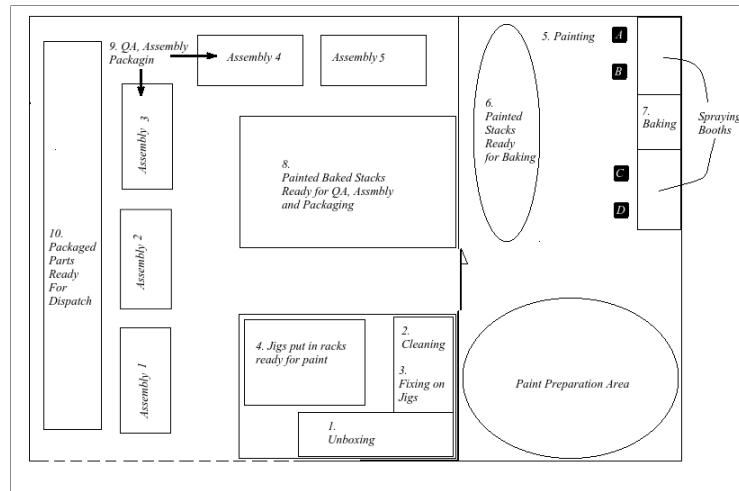 9. QA, Assembly
Packagin
Assembly 4
Assembly 5
5. Painting
A
B
6.
Painted
Stacks
Ready
for Baking
7.
Baking
Spraying
Booths
C
D
Assembly 3
8.
Painted Baked Stacks
Ready for QA, Assmbly
and Packaging
10.
Packaged
Parts
Ready
For
Dispatch
Assembly 2
Assembly 1
4. Jigs put in racks
ready for paint
2.
Cleaning
3.
Fixing on
Jigs
1.
Unboxing
Paint Preparation Area